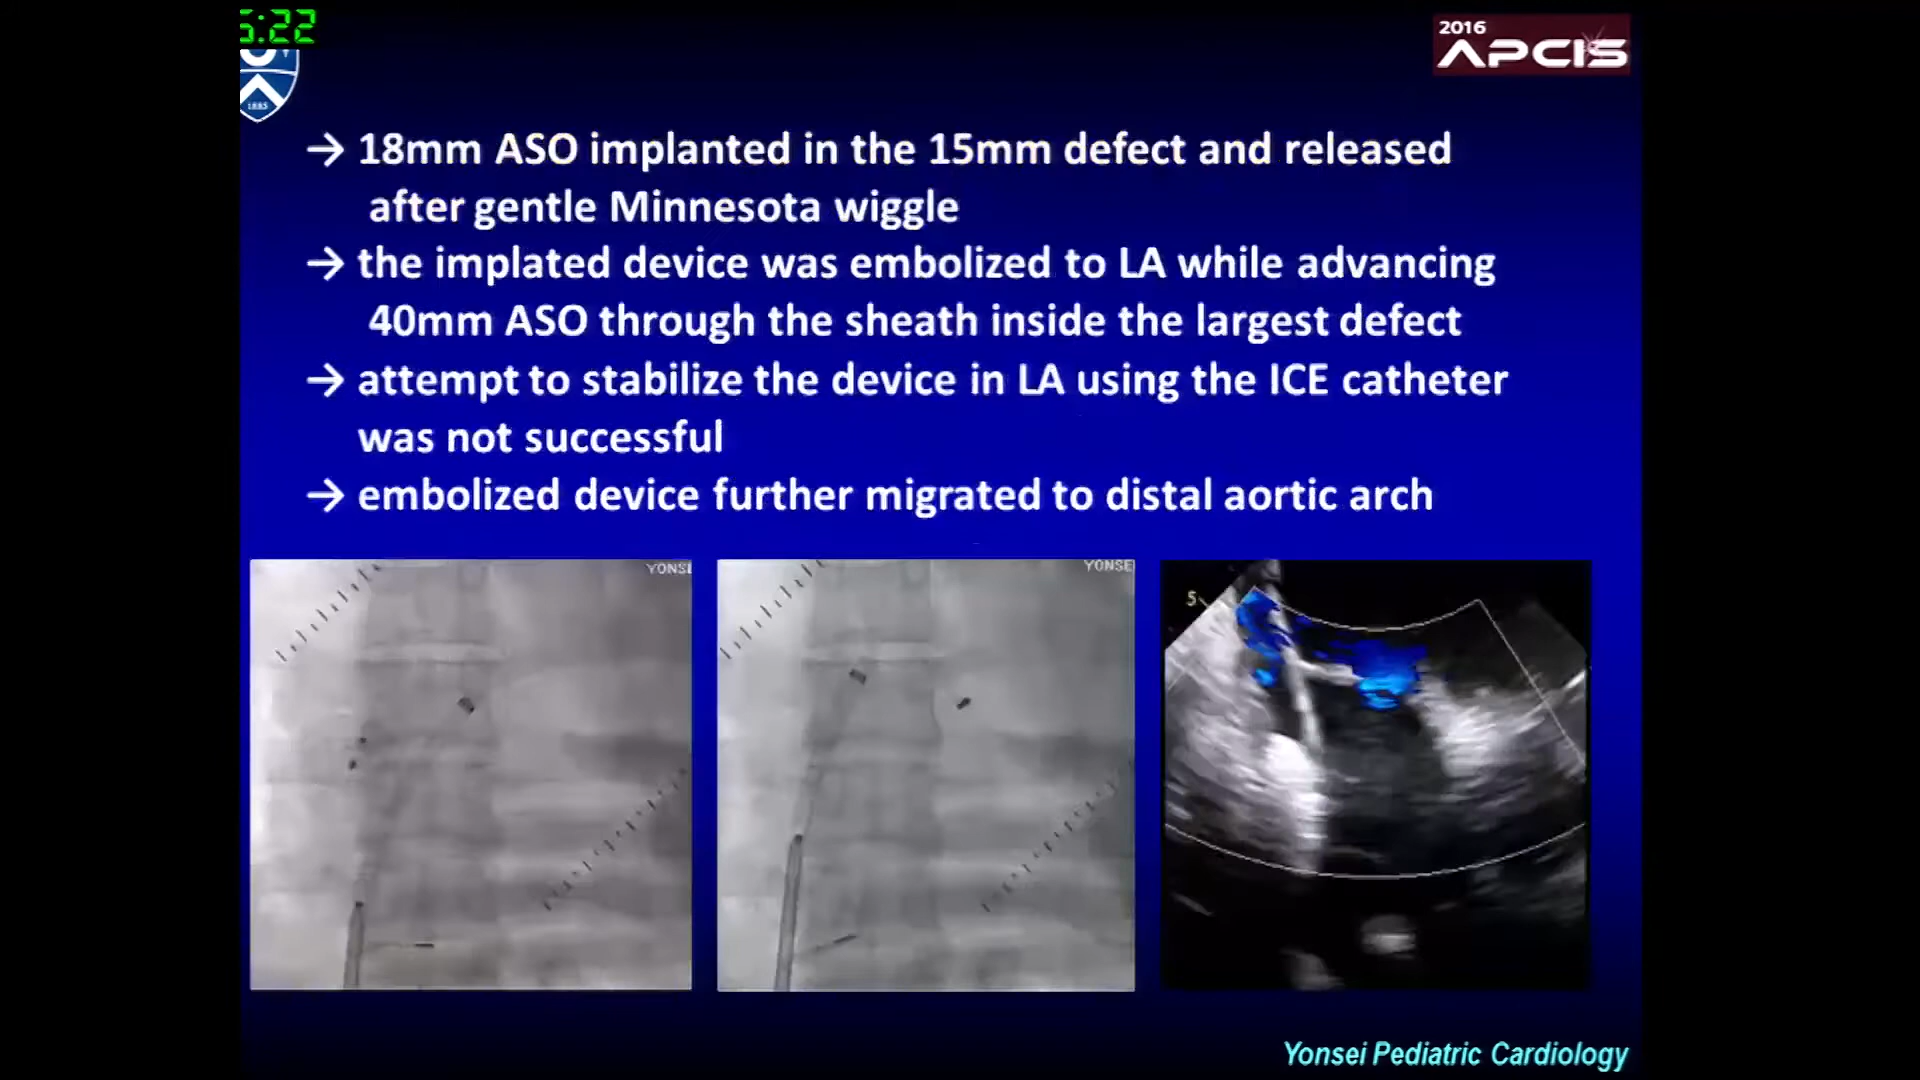 5:22
2016
APCIS
1885
→ 18mm ASO implanted in the 15mm defect and released
after gentle Minnesota wiggle
→ the implated device was embolized to LA while advancing
40mm ASO through the sheath inside the largest defect
→ attempt to stabilize the device in LA using the ICE catheter
was not successful
→ embolized device further migrated to distal aortic arch
YONSE
YONSE
5
Yonsei Pediatric Cardiology